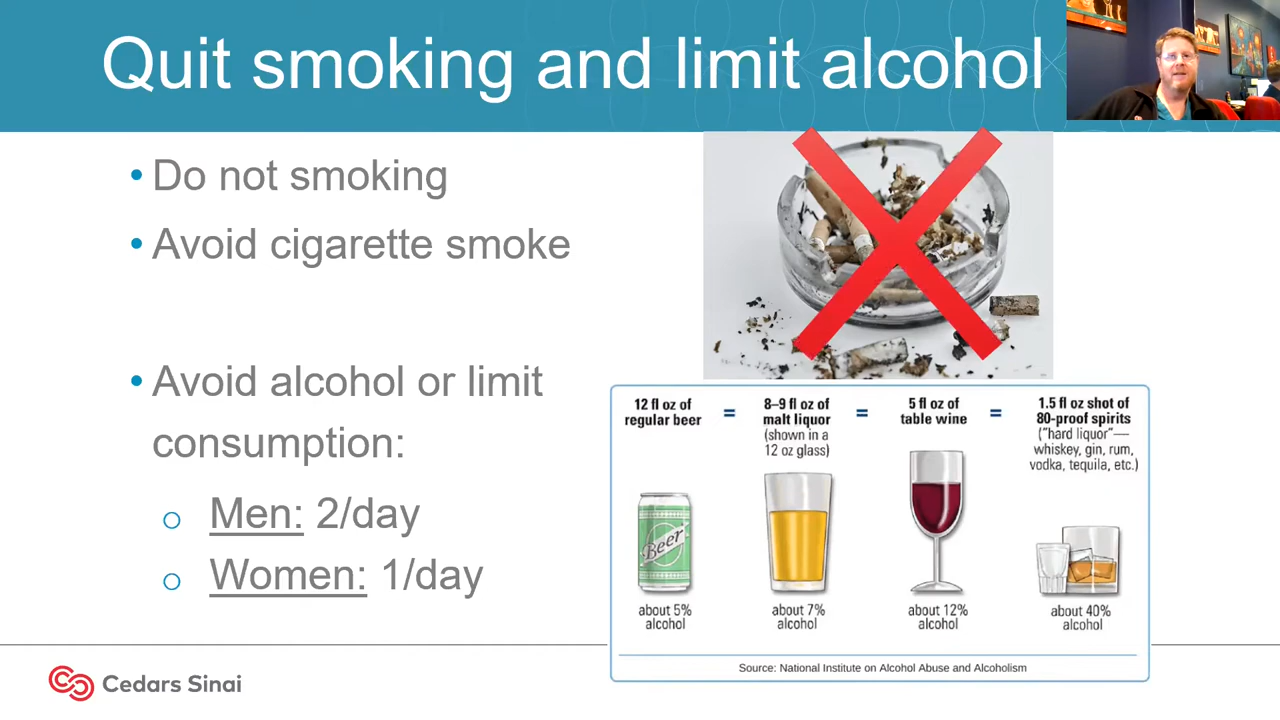 Quit smoking and limit alcohol
• Do not smoking
• Avoid cigarette smoke
• Avoid alcohol or limit
consumption:
o Men: 2/day
o Women: 1/day
12 fl oz of
regular beer
=
8–9 fl oz of
malt liquor
(shown in a
12 oz glass)
=
5 fl oz of
table wine
=
1.5 fl oz shot of
80-proof spirits
("hard liquor"—
whiskey, gin, rum,
vodka, tequila, etc.)
Beer
about 5%
alcohol
about 7%
alcohol
about 12%
alcohol
about 40%
alcohol
Source: National Institute on Alcohol Abuse and Alcoholism
Cedars Sinai